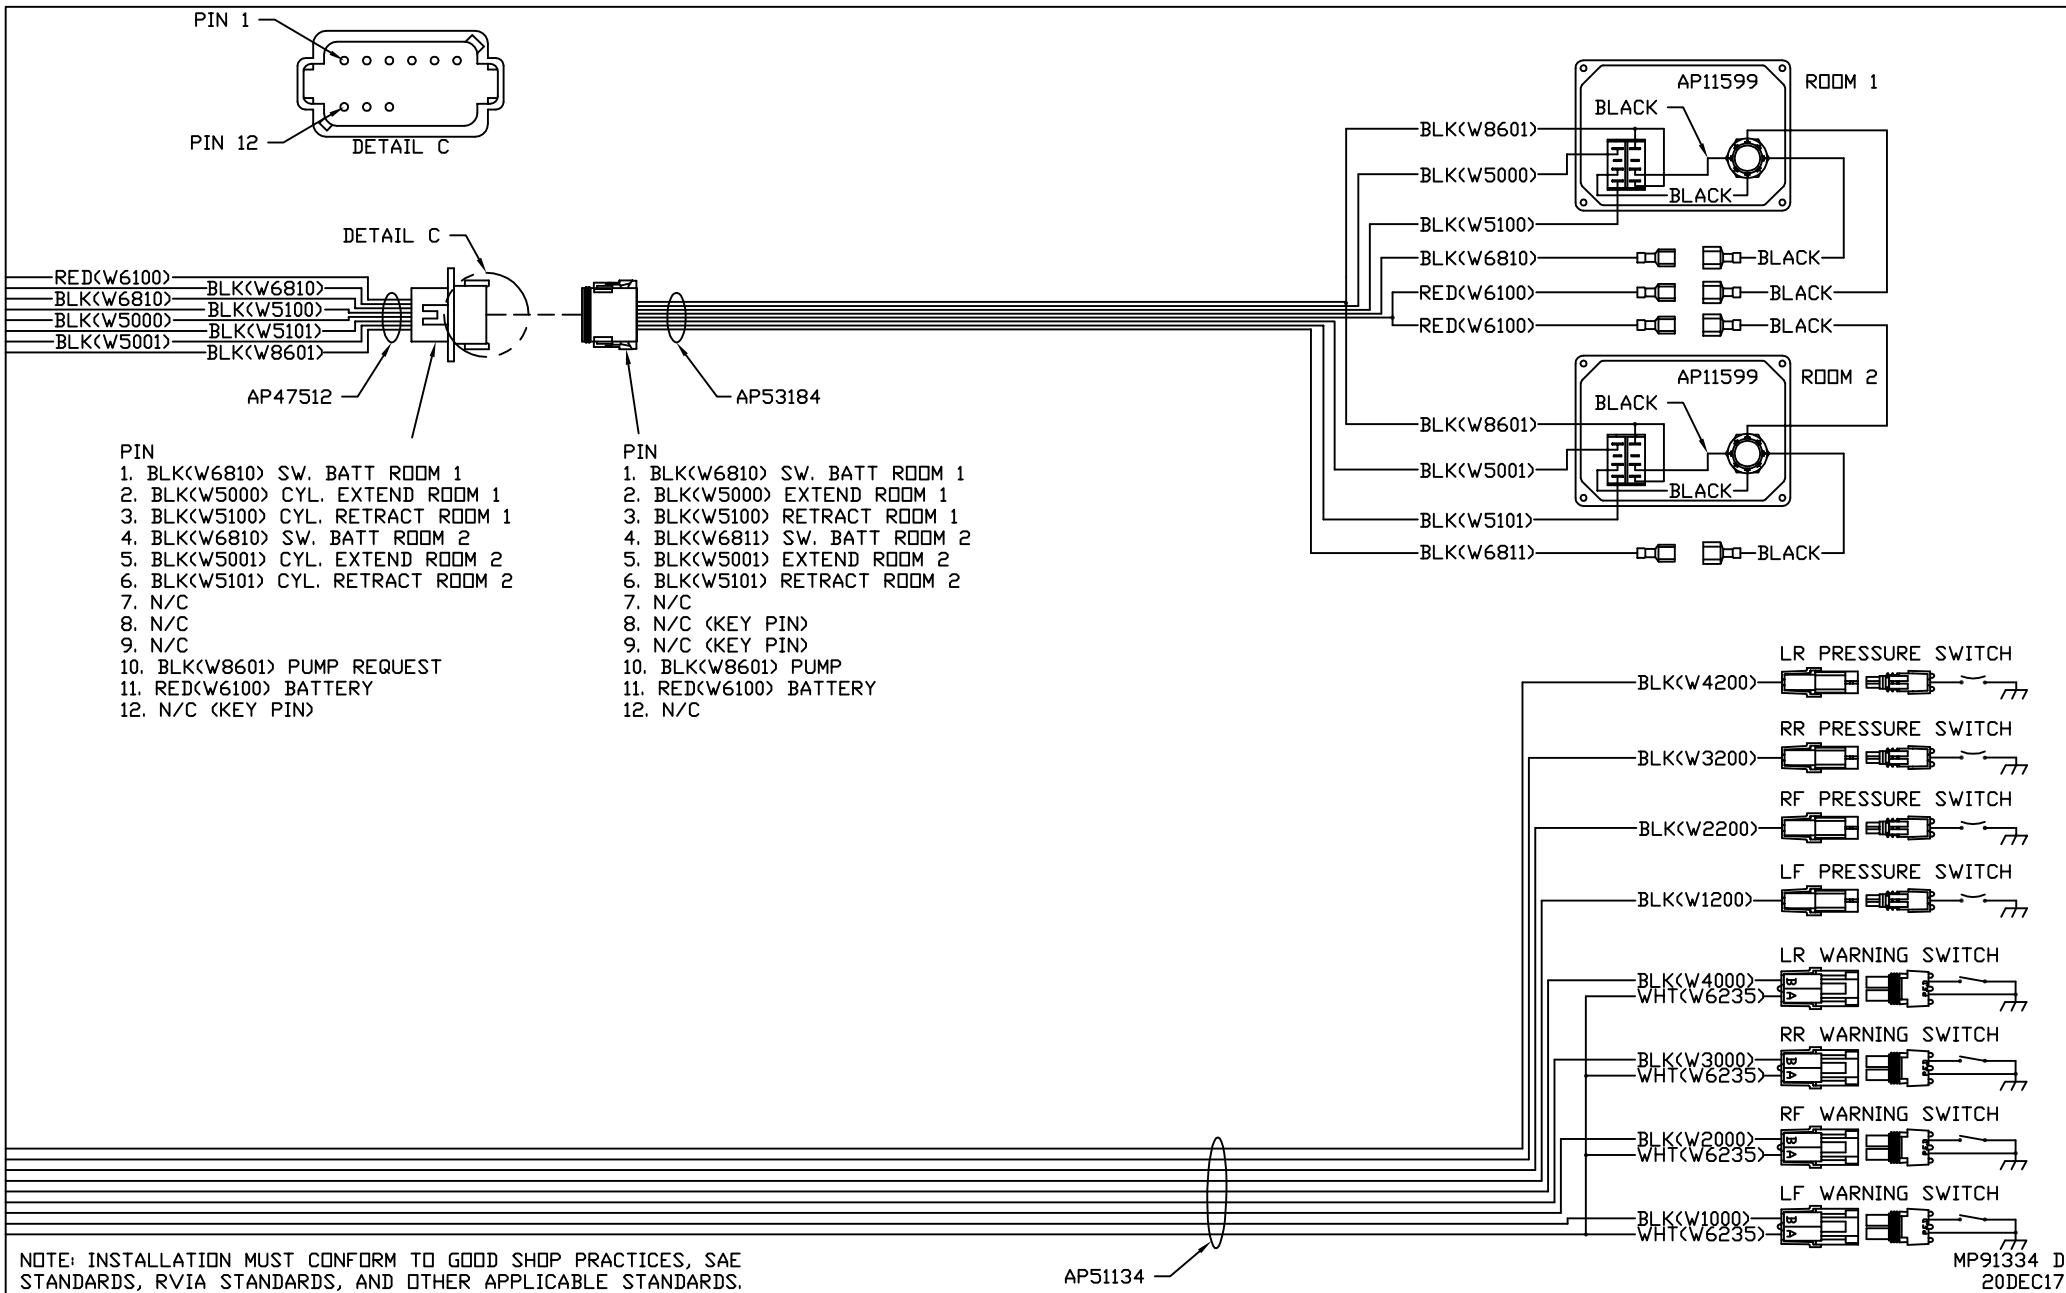 PIN 1
PIN 12
DETAIL C
AP11599
ROOM 1
BLACK
BLK(W8601)
BLK(W5000)
BLACK
BLK(W5100)
BLK(W6810)
BLACK
RED(W6100)
BLACK
RED(W6100)
BLACK
AP11599
ROOM 2
BLACK
BLK(W8601)
BLK(W5001)
BLACK
BLK(W5101)
BLK(W6811)
BLACK
DETAIL C
RED(W6100)
BLK(W6810)
BLK(W6810)
BLK(W5100)
BLK(W5000)
BLK(W5101)
BLK(W5001)
BLK(W8601)
AP47512
AP53184
PIN
1. BLK(W6810) SW. BATT ROOM 1
2. BLK(W5000) CYL. EXTEND ROOM 1
3. BLK(W5100) CYL. RETRACT ROOM 1
4. BLK(W6810) SW. BATT ROOM 2
5. BLK(W5001) CYL. EXTEND ROOM 2
6. BLK(W5101) CYL. RETRACT ROOM 2
7. N/C
8. N/C
9. N/C
10. BLK(W8601) PUMP REQUEST
11. RED(W6100) BATTERY
12. N/C (KEY PIN)
PIN
1. BLK(W6810) SW. BATT ROOM 1
2. BLK(W5000) EXTEND ROOM 1
3. BLK(W5100) RETRACT ROOM 1
4. BLK(W6811) SW. BATT ROOM 2
5. BLK(W5001) EXTEND ROOM 2
6. BLK(W5101) RETRACT ROOM 2
7. N/C
8. N/C (KEY PIN)
9. N/C (KEY PIN)
10. BLK(W8601) PUMP
11. RED(W6100) BATTERY
12. N/C
LR PRESSURE SWITCH
BLK(W4200)
RR PRESSURE SWITCH
BLK(W3200)
RF PRESSURE SWITCH
BLK(W2200)
LF PRESSURE SWITCH
BLK(W1200)
LR WARNING SWITCH
BLK(W4000)
B
WHT(W6235)
A
RR WARNING SWITCH
BLK(W3000)
B
WHT(W6235)
A
RF WARNING SWITCH
BLK(W2000)
B
WHT(W6235)
A
LF WARNING SWITCH
BLK(W1000)
B
WHT(W6235)
A
AP51134
NOTE: INSTALLATION MUST CONFORM TO GOOD SHOP PRACTICES, SAE
STANDARDS, RVIA STANDARDS, AND OTHER APPLICABLE STANDARDS.
MP91334 D
20DEC17